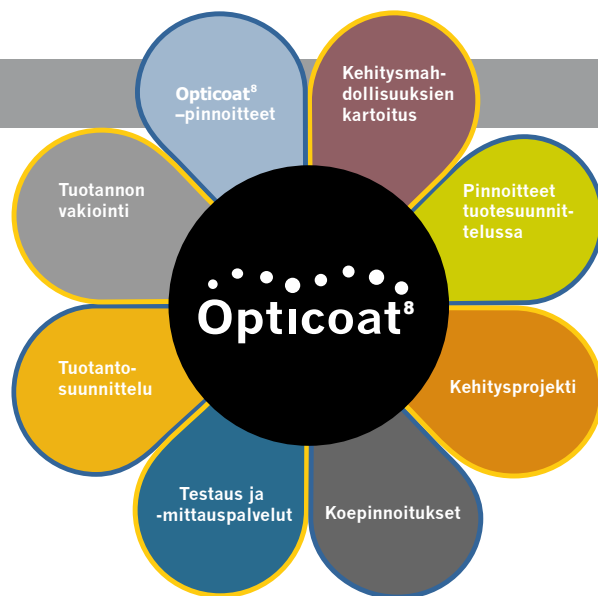 Opticoat⁸
–pinnoitteet
Kehitysmah-
dollisuuksien
kartoitus
Pinnoitteet
tuotesuunnit-
telussa
Kehitysprojekti
Koepinnoitukset
Testaus ja
-mittauspalvelut
Tuotanto-
suunnittelu
Tuotannon
vakiointi
Opticoat⁸